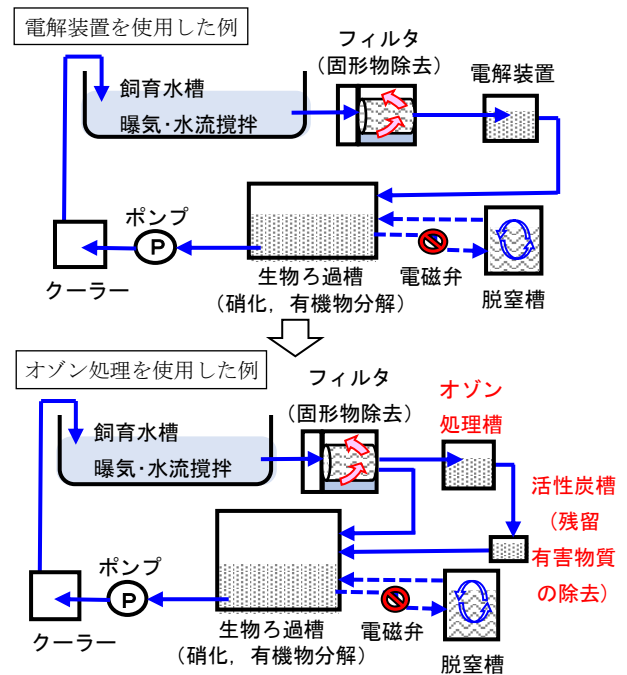 電解装置を使用した例
フィルタ
(固形物除去)
電解装置
飼育水槽
曝気・水流撹拌
ポンプ
P
クーラー
生物ろ過槽
(硝化，有機物分解)
電磁弁
脱窒槽
オゾン処理を使用した例
フィルタ
(固形物除去)
オゾン
処理槽
飼育水槽
曝気・水流撹拌
活性炭槽
(残留
有害物質
の除去)
ポンプ
P
クーラー
生物ろ過槽
(硝化，有機物分解)
電磁弁
脱窒槽